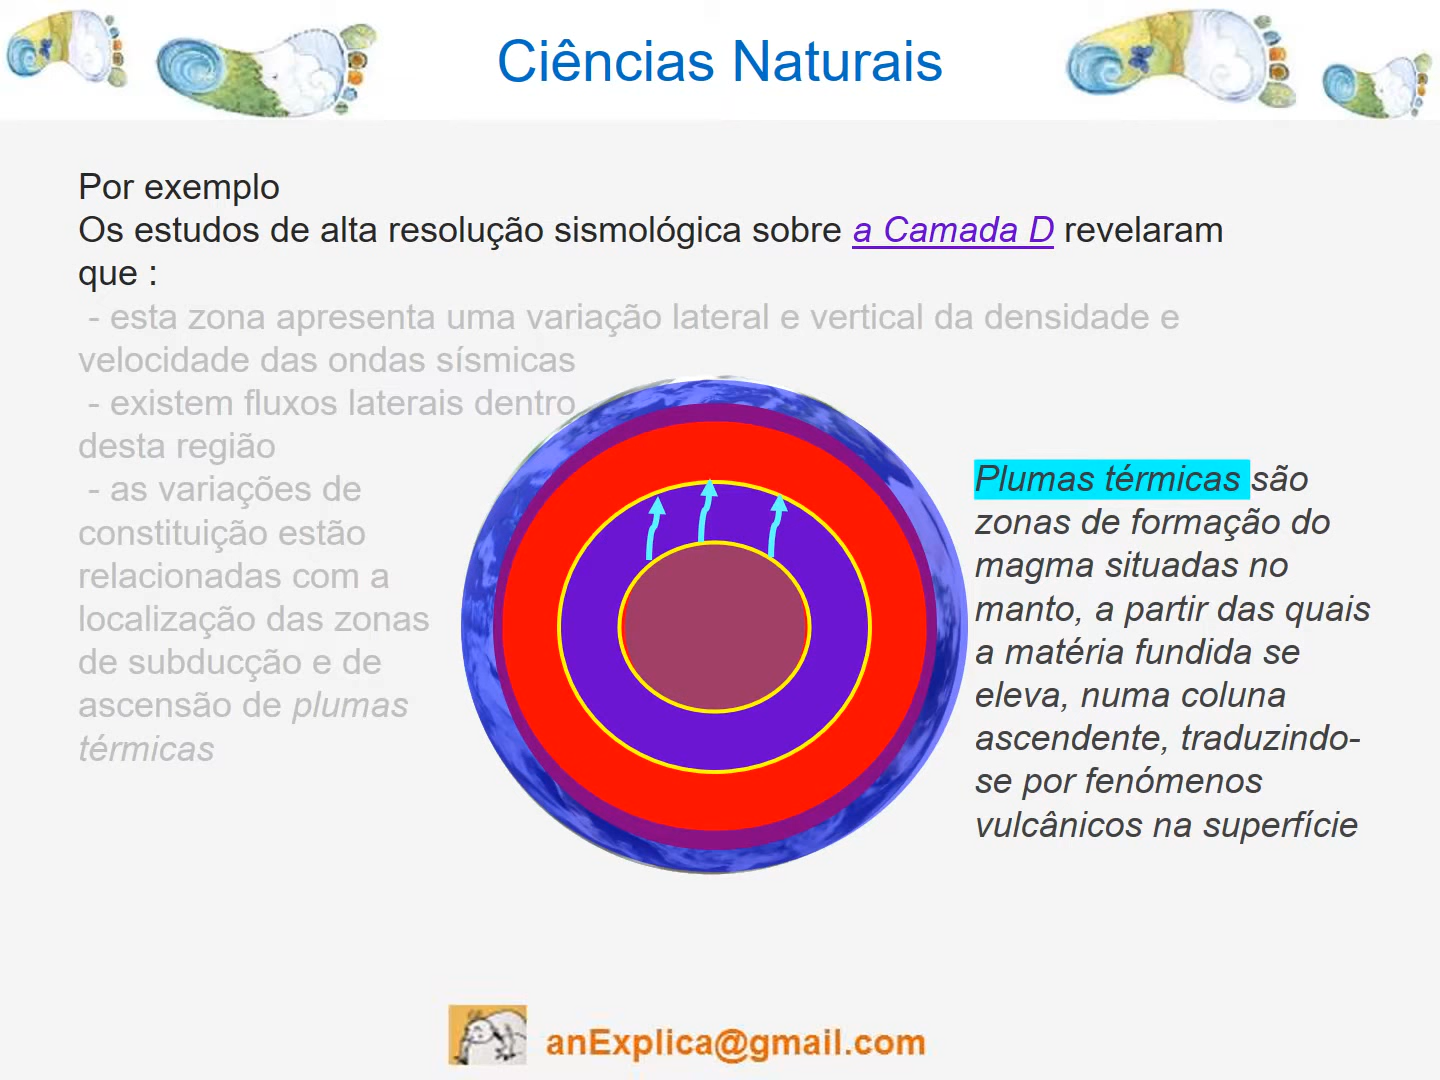 Ciências Naturais
Por exemplo
Os estudos de alta resolução sismológica sobre a Camada D revelaram
que :
- esta zona apresenta uma variação lateral e vertical da densidade e
velocidade das ondas sísmicas
- existem fluxos laterais dentro
desta região
- as variações de
constituição estão
relacionadas com a
localização das zonas
de subducção e de
ascensão de plumas
térmicas
Plumas térmicas são
zonas de formação do
magma situadas no
manto, a partir das quais
a matéria fundida se
eleva, numa coluna
ascendente, traduzindo-
se por fenómenos
vulcânicos na superfície
anExplica@gmail.com